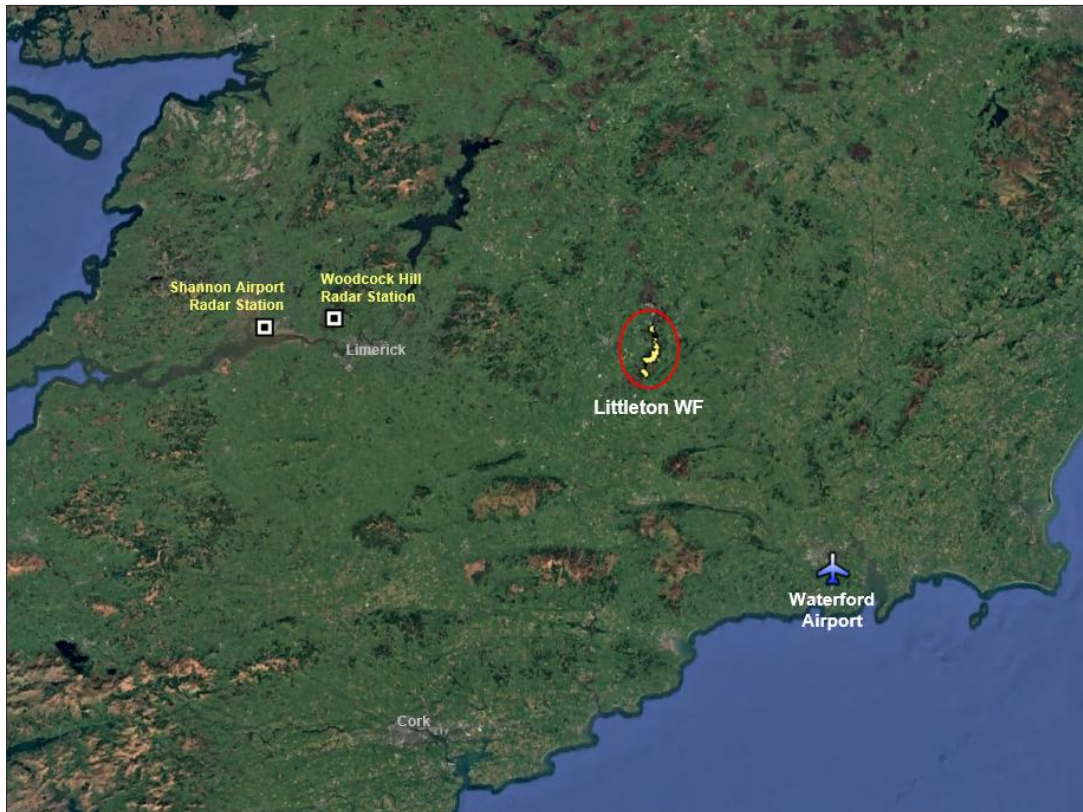 Shannon Airport
Radar Station
Woodcock Hill
Radar Station
Limerick
Littleton WF
Waterford
Airport
Cork